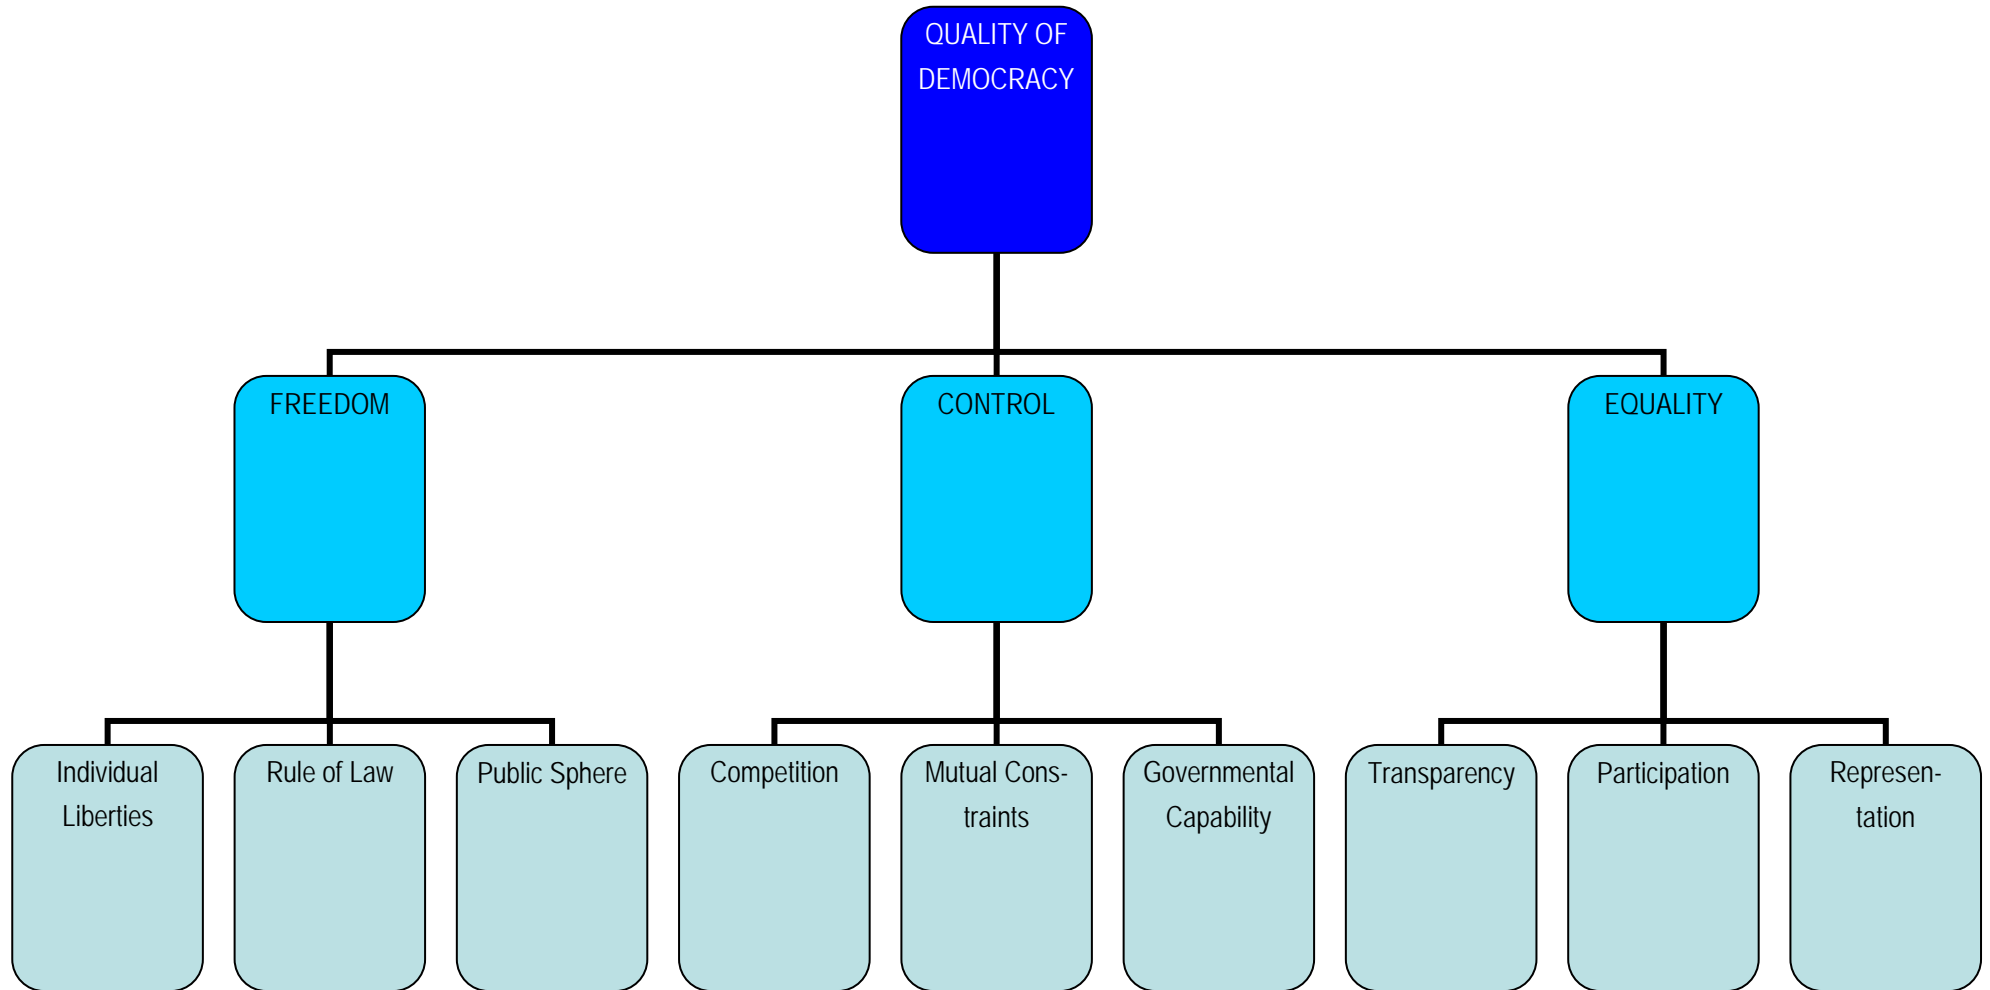 QUALITY OF
DEMOCRACY
FREEDOM
CONTROL
EQUALITY
Individual
Liberties
Rule of Law
Public Sphere
Competition
Mutual Cons-
traints
Governmental
Capability
Transparency
Participation
Represen-
tation